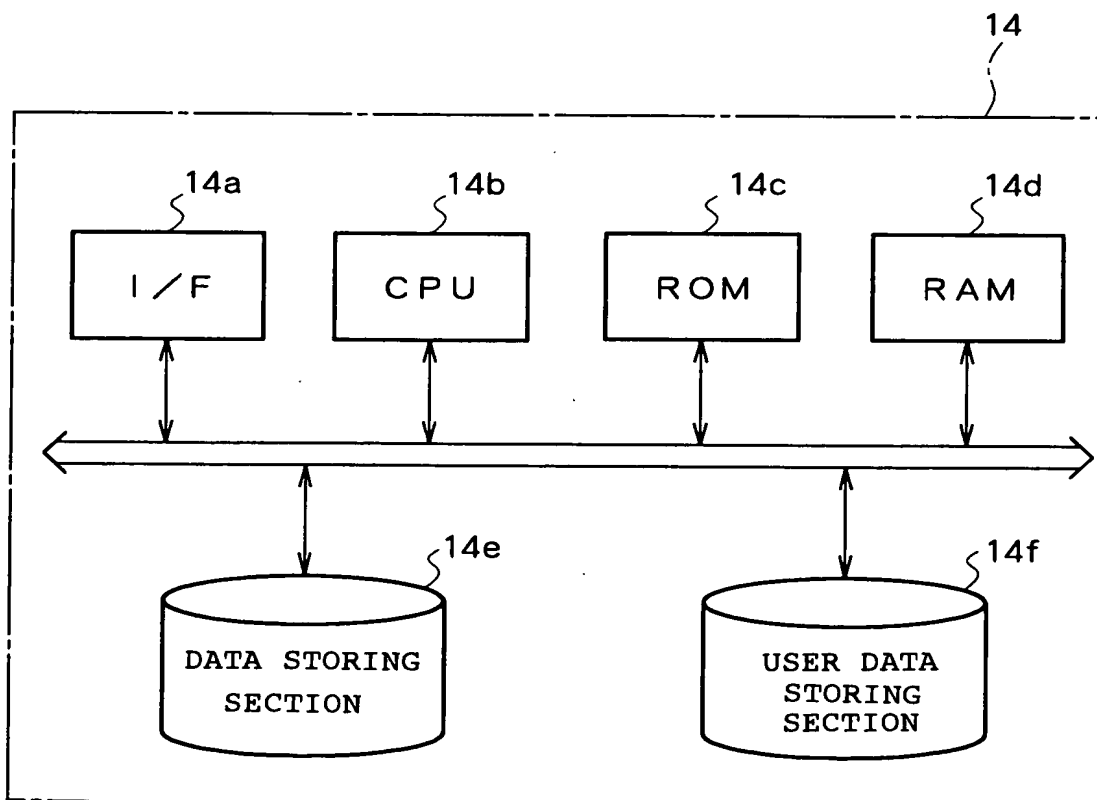 14
14a
14b
14c
14d
I/F
CPU
ROM
RAM
14e
14f
DATA STORING
SECTION
USER DATA
STORING
SECTION